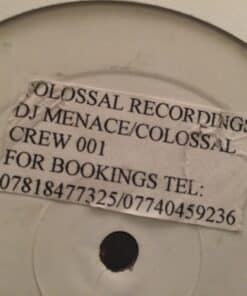 OLOSSAL RECORDINGS
DJ MENACE/COLOSSAL
CREW 001
FOR BOOKINGS TEL:
07818477325/07740459236